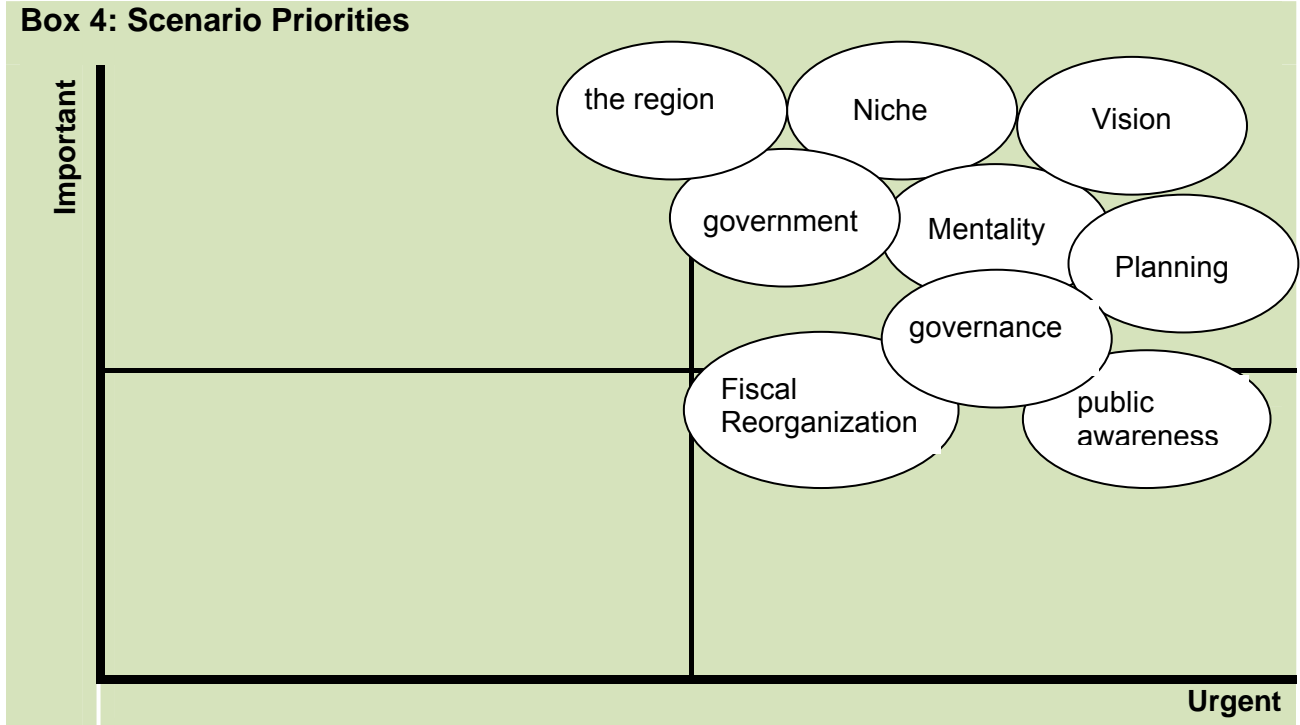 Box 4: Scenario Priorities
Important
the region
Niche
Vision
government
Mentality
Planning
governance
Fiscal
Reorganization
public
awareness
Urgent